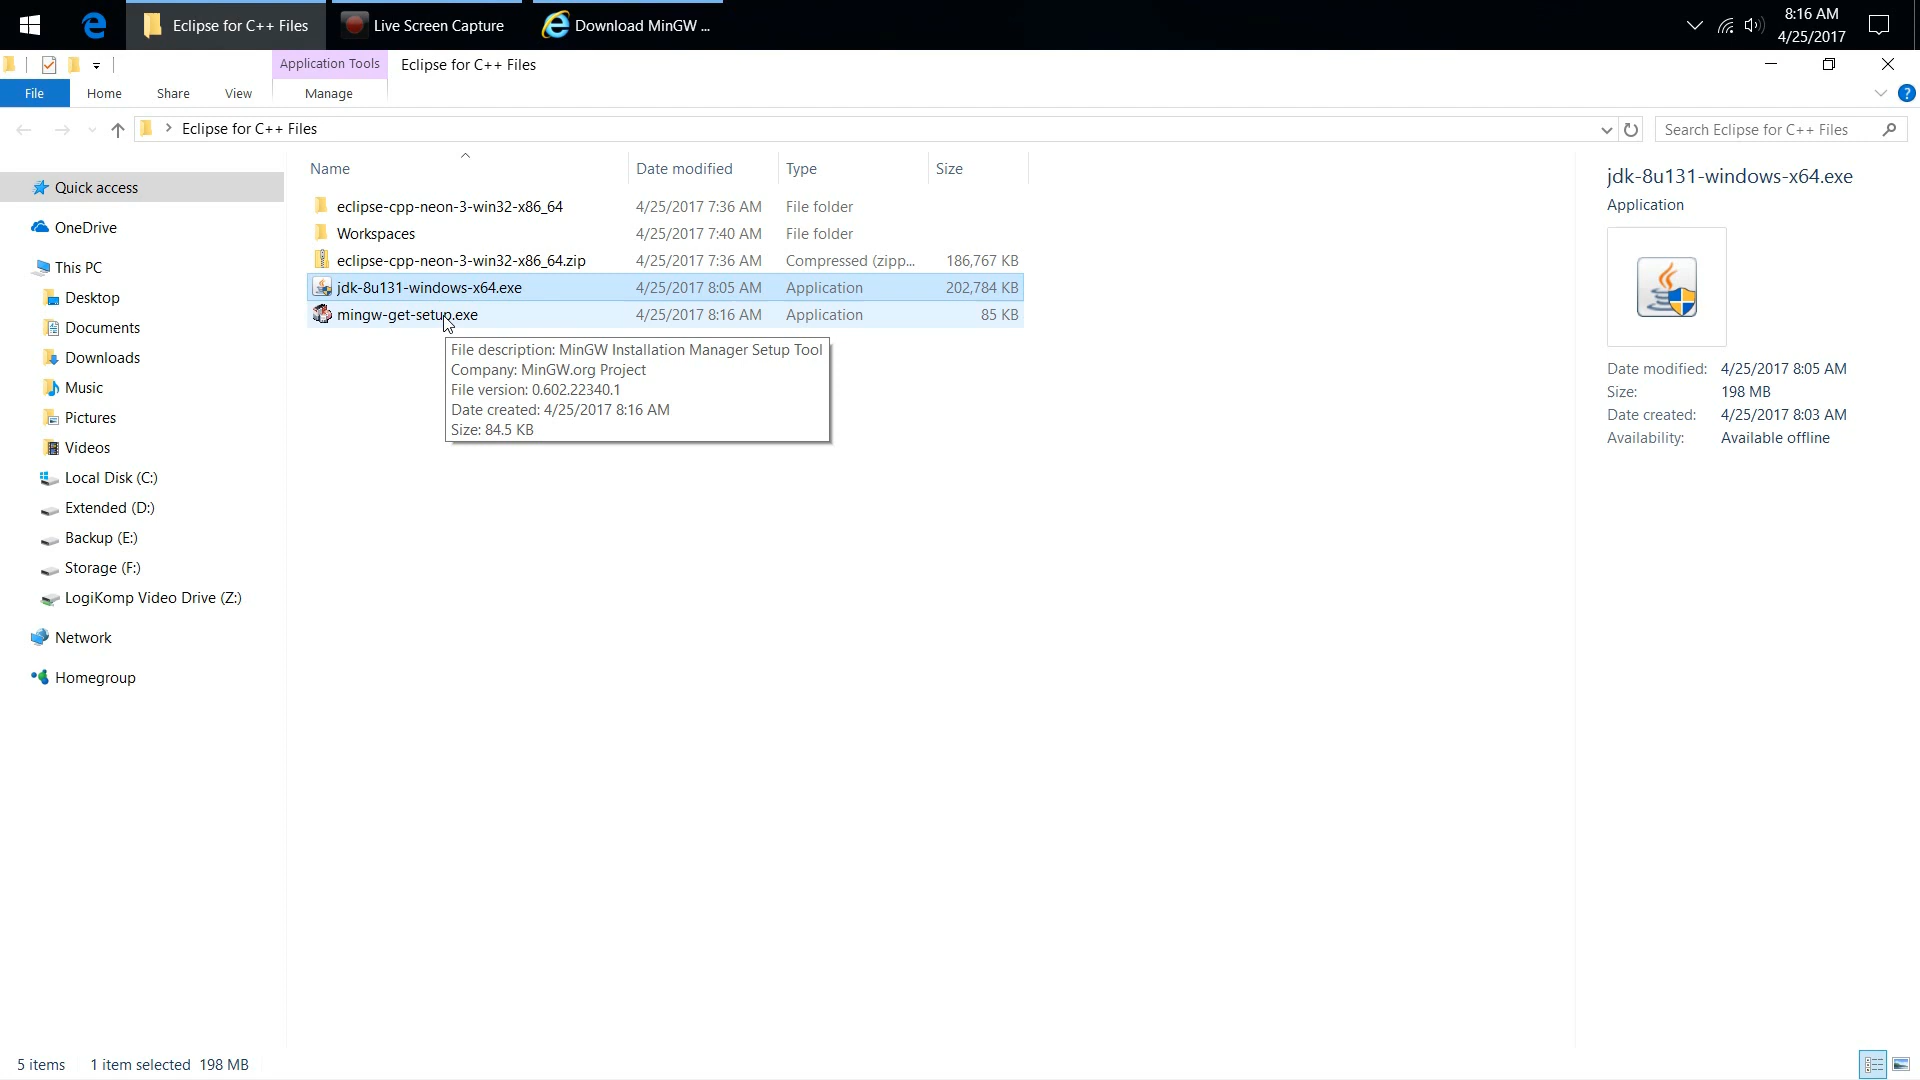 Eclipse for C++ Files
Live Screen Capture
Download MinGW ...
8:16 AM
4/25/2017
Application Tools
Eclipse for C++ Files
File
Home
Share
View
Manage
?
Eclipse for C++ Files
Search Eclipse for C++ Files
Name
Date modified
Type
Size
eclipse-cpp-neon-3-win32-x86_64
4/25/2017 7:36 AM
File folder
Workspaces
4/25/2017 7:40 AM
File folder
eclipse-cpp-neon-3-win32-x86_64.zip
4/25/2017 7:36 AM
Compressed (zipp...
186,767 KB
jdk-8u131-windows-x64.exe
4/25/2017 8:05 AM
Application
202,784 KB
mingw-get-setup.exe
4/25/2017 8:16 AM
Application
85 KB
File description: MinGW Installation Manager Setup Tool
Company: MinGW.org Project
File version: 0.602.22340.1
Date created: 4/25/2017 8:16 AM
Size: 84.5 KB
Quick access
OneDrive
This PC
Desktop
Documents
Downloads
Music
Pictures
Videos
Local Disk (C:)
Extended (D:)
Backup (E:)
Storage (F:)
LogiKomp Video Drive (Z:)
Network
Homegroup
jdk-8u131-windows-x64.exe
Application
Date modified: 4/25/2017 8:05 AM
Size: 198 MB
Date created: 4/25/2017 8:03 AM
Availability: Available offline
5 items
1 item selected 198 MB